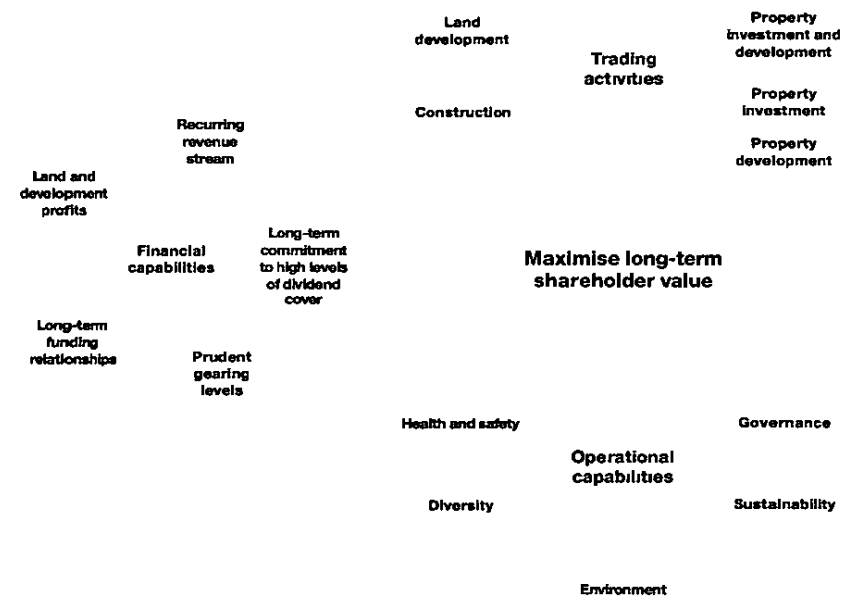 Land
development
Property
investment and
development
Trading
activities
Construction
Property
investment
Property
development
Recurring
revenue
stream
Land and
development
profits
Financial
capabilities
Long-term
commitment
to high levels
of dividend
cover
Long-term
funding
relationships
Prudent
gearing
levels
Maximise long-term
shareholder value
Health and safety
Governance
Operational
capabilities
Diversity
Sustainability
Environment